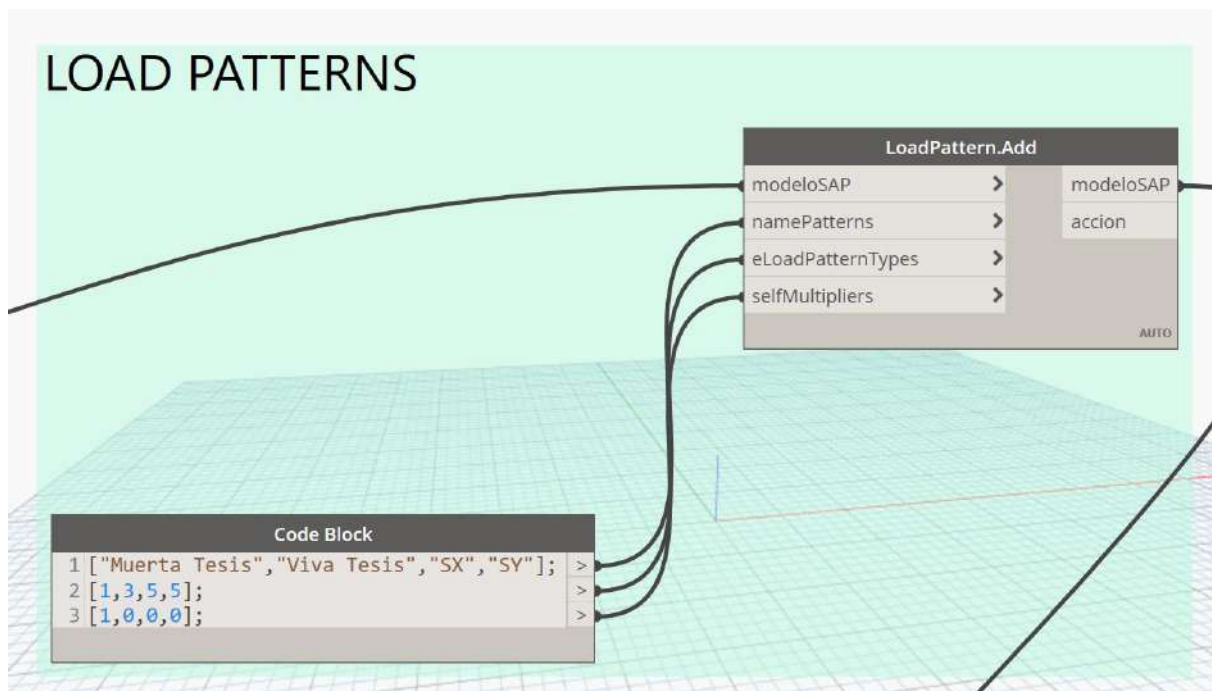 LOAD PATTERNS
LoadPattern.Add
modeloSAP > modeloSAP
namePatterns > accion
eLoadPatternTypes >
selfMultipliers >
AUTO
Code Block
1 ["Muerta Tesis","Viva Tesis","SX","SY"]; >
2 [1,3,5,5]; >
3 [1,0,0,0]; >